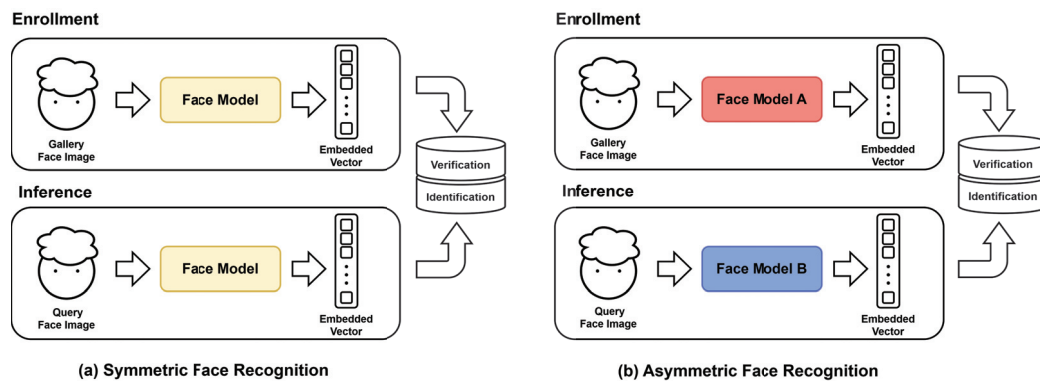 Enrollment
Face Model
Gallery
Face Image
Embedded
Vector
Verification
Identification
Inference
Face Model
Query
Face Image
Embedded
Vector
(a) Symmetric Face Recognition
Enrollment
Face Model A
Gallery
Face Image
Embedded
Vector
Verification
Identification
Inference
Face Model B
Query
Face Image
Embedded
Vector
(b) Asymmetric Face Recognition